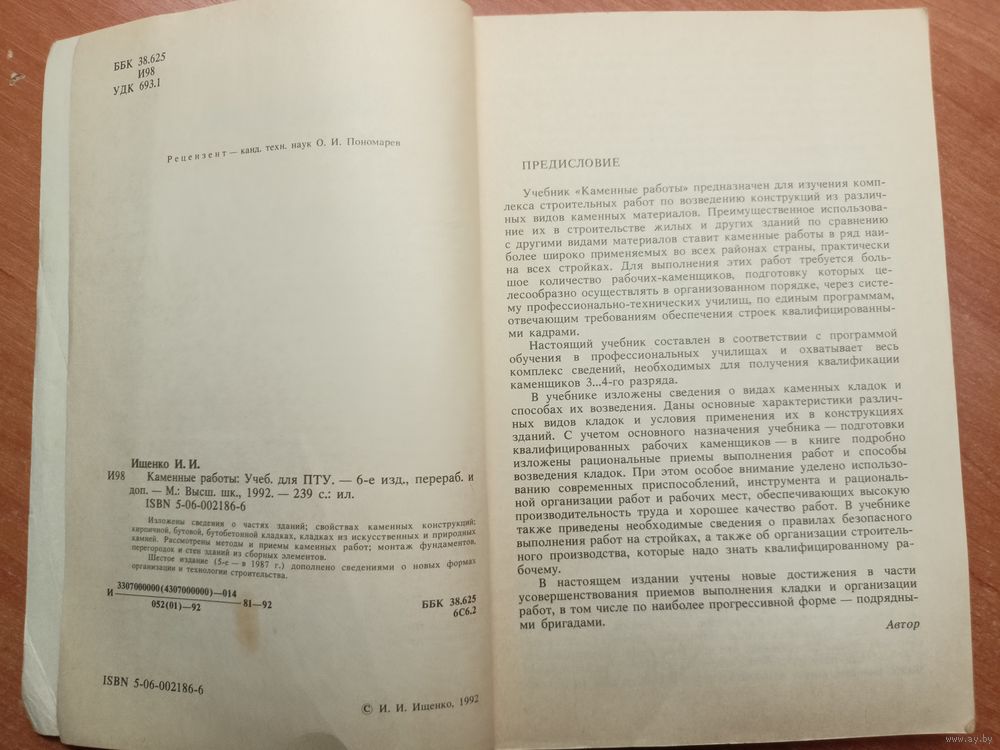 ББК 38.625
И98
УДК 693.1
Рецензент — канд. техн. наук О. И. Пономарев
Ищенко И. И.
И98 Каменные работы: Учеб. для ПТУ. — 6-е изд., перераб. и
доп. — М.: Высш. шк., 1992. — 239 с.: ил.
ISBN 5-06-002186-6
Изложены сведения о частях зданий; свойствах каменных конструкций;
кирпичной, бутовой, бутобетонной кладках, кладках из искусственных и природных
камней. Рассмотрены методы и приемы каменных работ; монтаж фундаментов,
перегородок и стен зданий из сборных элементов.
Шестое издание (5-е — в 1987 г.) дополнено сведениями о новых формах
организации и технологии строительства.
3307000000(4307000000)—014
И ———— 81—92
052(01)—92
ББК 38.625
6С6.2
ISBN 5-06-002186-6
© И. И. Ищенко, 1992
ПРЕДИСЛОВИЕ
Учебник «Каменные работы» предназначен для изучения комп-
лекса строительных работ по возведению конструкций из различ-
ных видов каменных материалов. Преимущественное использова-
ние их в строительстве жилых и других зданий по сравнению
с другими видами материалов ставит каменные работы в ряд наи-
более широко применяемых во всех районах страны, практически
на всех стройках. Для выполнения этих работ требуется боль-
шое количество рабочих-каменщиков, подготовку которых це-
лесообразно осуществлять в организованном порядке, через систе-
му профессионально-технических училищ, по единым программам,
отвечающим требованиям обеспечения строек квалифицированны-
ми кадрами.
Настоящий учебник составлен в соответствии с программой
обучения в профессиональных училищах и охватывает весь
комплекс сведений, необходимых для получения квалификации
каменщиков 3...4-го разряда.
В учебнике изложены сведения о видах каменных кладок и
способах их возведения. Даны основные характеристики различ-
ных видов кладок и условия применения их в конструкциях
зданий. С учетом основного назначения учебника — подготовки
квалифицированных рабочих каменщиков — в книге подробно
изложены рациональные приемы выполнения работ и способы
возведения кладок. При этом особое внимание уделено использо-
ванию современных приспособлений, инструмента и рациональ-
ной организации работ и рабочих мест, обеспечивающих высокую
производительность труда и хорошее качество работ. В учебнике
также приведены необходимые сведения о правилах безопасного
выполнения работ на стройках, а также об организации строитель-
ного производства, которые надо знать квалифицированному ра-
бочему.
В настоящем издании учтены новые достижения в части
усовершенствования приемов выполнения кладки и организации
работ, в том числе по наиболее прогрессивной форме — подрядны-
ми бригадами.
Автор
www.ay.by